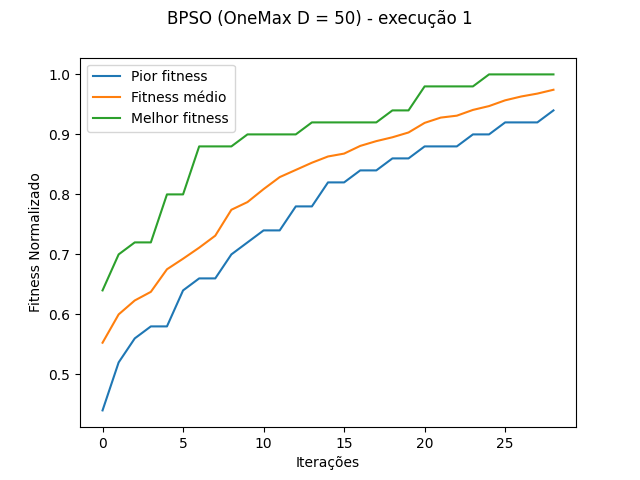 BPSO (OneMax D = 50) - execução 1
1.0
0.9
0.8
0.7
0.6
0.5
Fitness Normalizado
Pior fitness
Fitness médio
Melhor fitness
0 5 10 15 20 25
Iterações